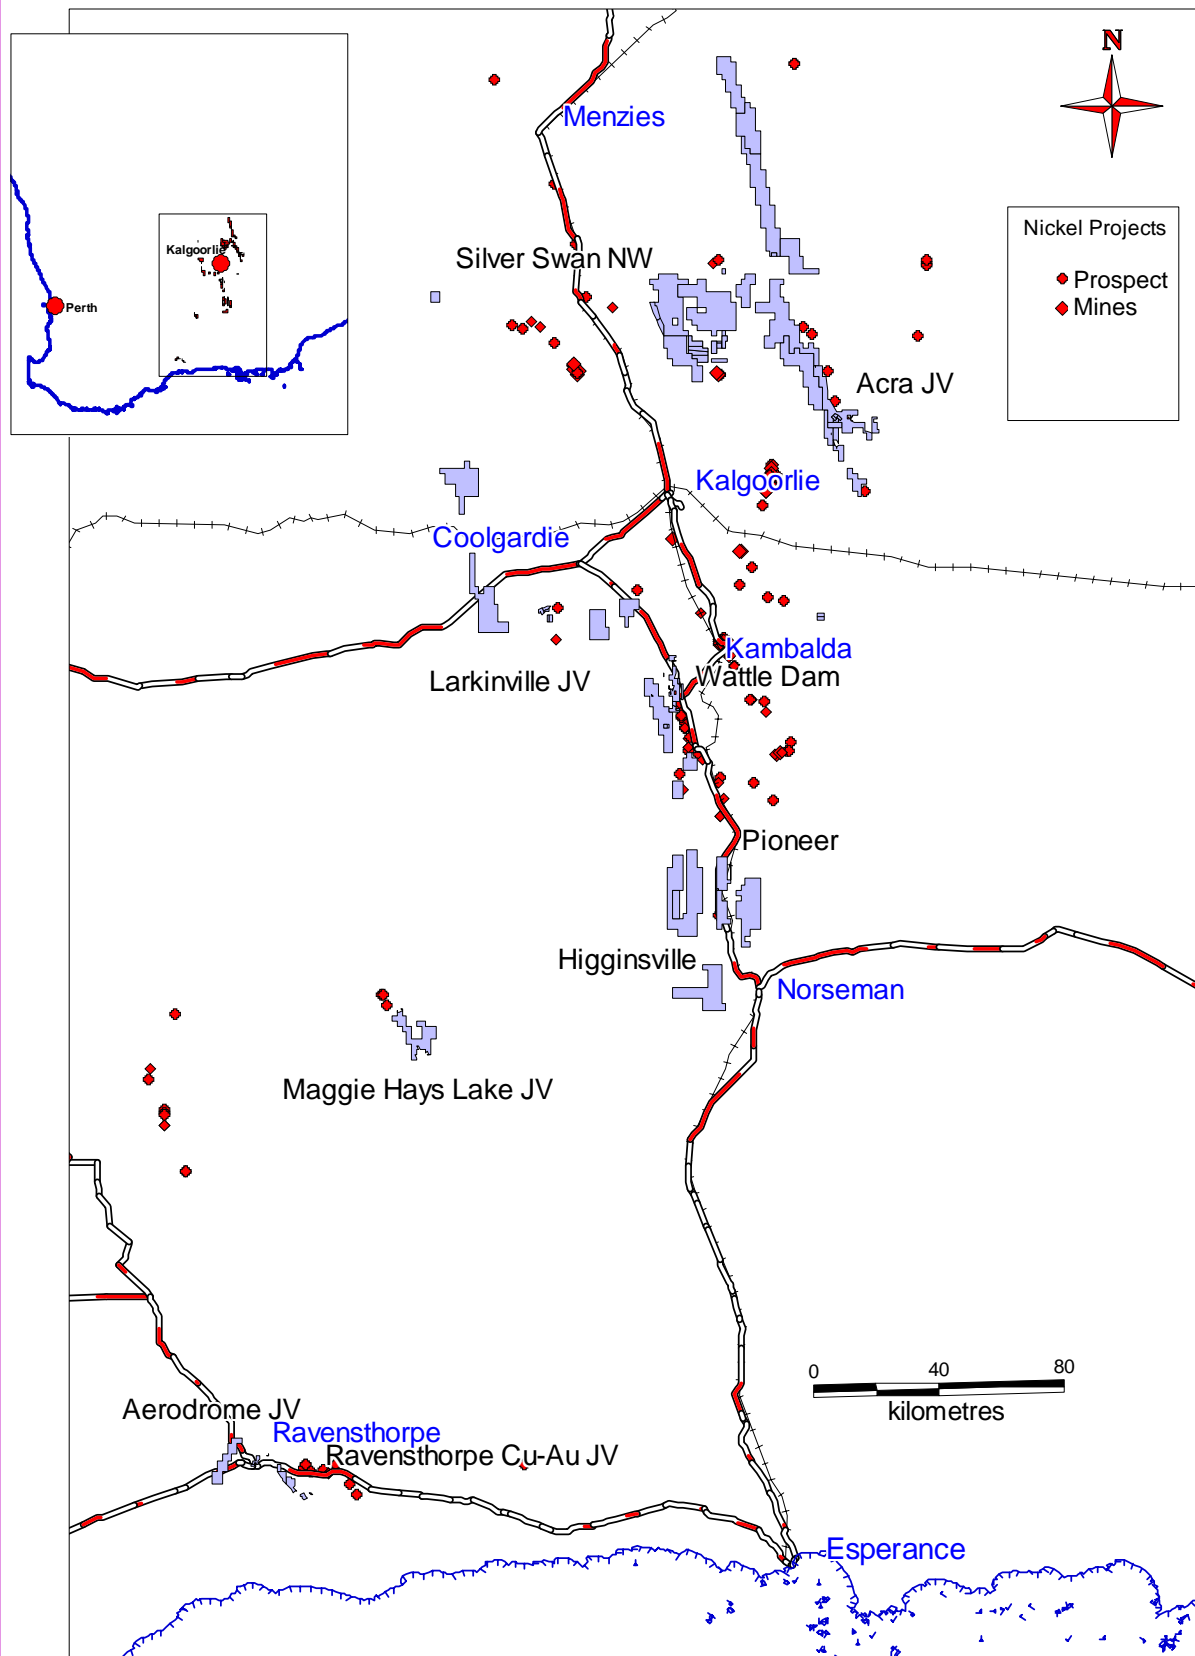 N
Menzies
Nickel Projects
Silver Swan NW
Kalgoorlie
Prospect
Perth
Mines
Acra JV
Kalgoorlie
Coolgardie
Kambalda
Larkinville JV
Wattle Dam
Pioneer
Higginsville
Norseman
Maggie Hays Lake JV
0 40 80
kilometres
Aerodrome JV
Ravensthorpe
Ravensthorpe Cu-Au JV
Esperance